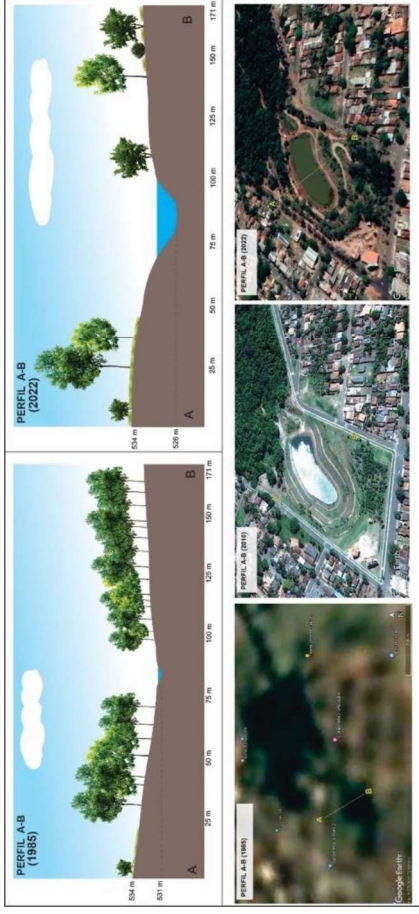 PERFIL A-B
(1985)
534 m
531 m
A
B
25 m
50 m
75 m
100 m
125 m
150 m
171 m
PERFIL A-B
(2022)
534 m
526 m
A
B
25 m
50 m
75 m
100 m
125 m
150 m
171 m
PERFIL A-B (1985)
A
B
Google Earth
N
PERFIL A-B (2010)
PERFIL A-B (2022)
A
B